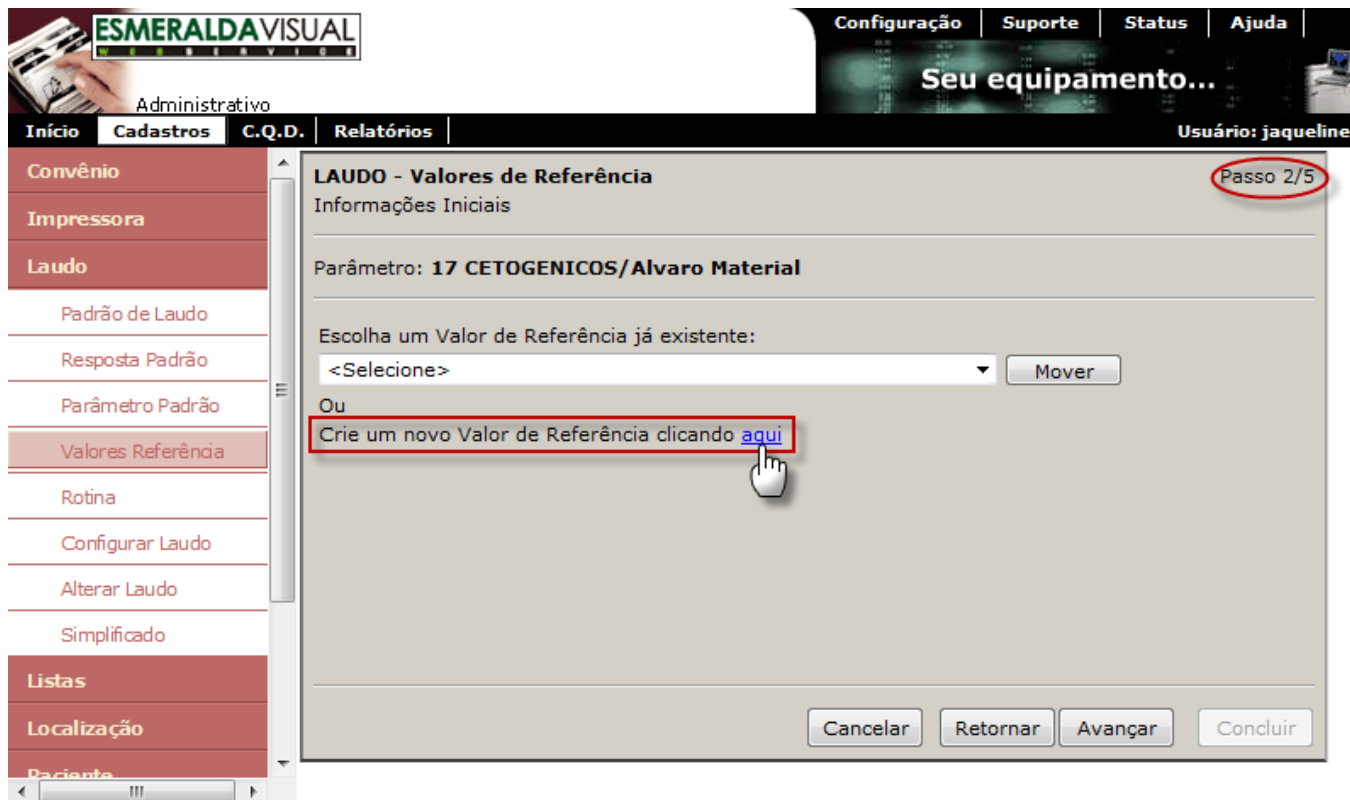 ESMERALDAVISUAL
WEBSERVICE
Administrativo
Configuração Suporte Status Ajuda
Seu equipamento...
Início Cadastros C.Q.D. Relatórios
Usuário: jaqueline
Convênio
Impressora
Laudo
Padrão de Laudo
Resposta Padrão
Parâmetro Padrão
Valores Referência
Rotina
Configurar Laudo
Alterar Laudo
Simplificado
Listas
Localização
Paciente
LAUDO - Valores de Referência
Passo 2/5
Informações Iniciais
Parâmetro: 17 CETOGENICOS/Alvaro Material
Escolha um Valor de Referência já existente:
<Selecione>
Mover
Ou
Crie um novo Valor de Referência clicando aqui
Cancelar Retornar Avançar Concluir